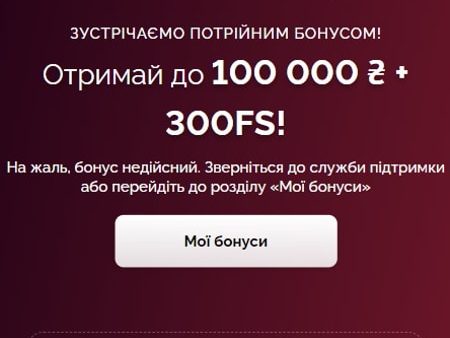 ЗУСТРІЧАЄМО ПОТРІЙНИМ БОНУСОМ!
Отримай до 100 000 ₴ +
300FS!
На жаль, бонус недійсний. Зверніться до служби підтримки
або перейдіть до розділу «Мої бонуси»
Мої бонуси